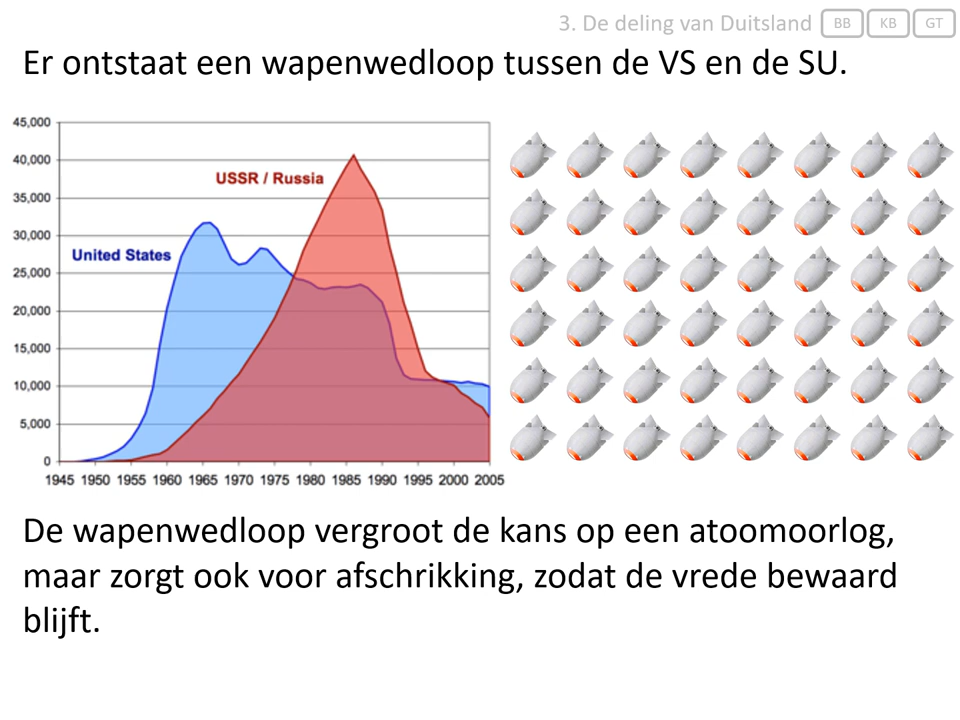 3. De deling van Duitsland BB KB GT
Er ontstaat een wapenwedloop tussen de VS en de SU.
45,000
40,000
USSR / Russia
35,000
30,000
United States
25,000
20,000
15,000
10,000
5,000
0
1945 1950 1955 1960 1965 1970 1975 1980 1985 1990 1995 2000 2005
De wapenwedloop vergroot de kans op een atoomoorlog,
maar zorgt ook voor afschrikking, zodat de vrede bewaard
blijft.